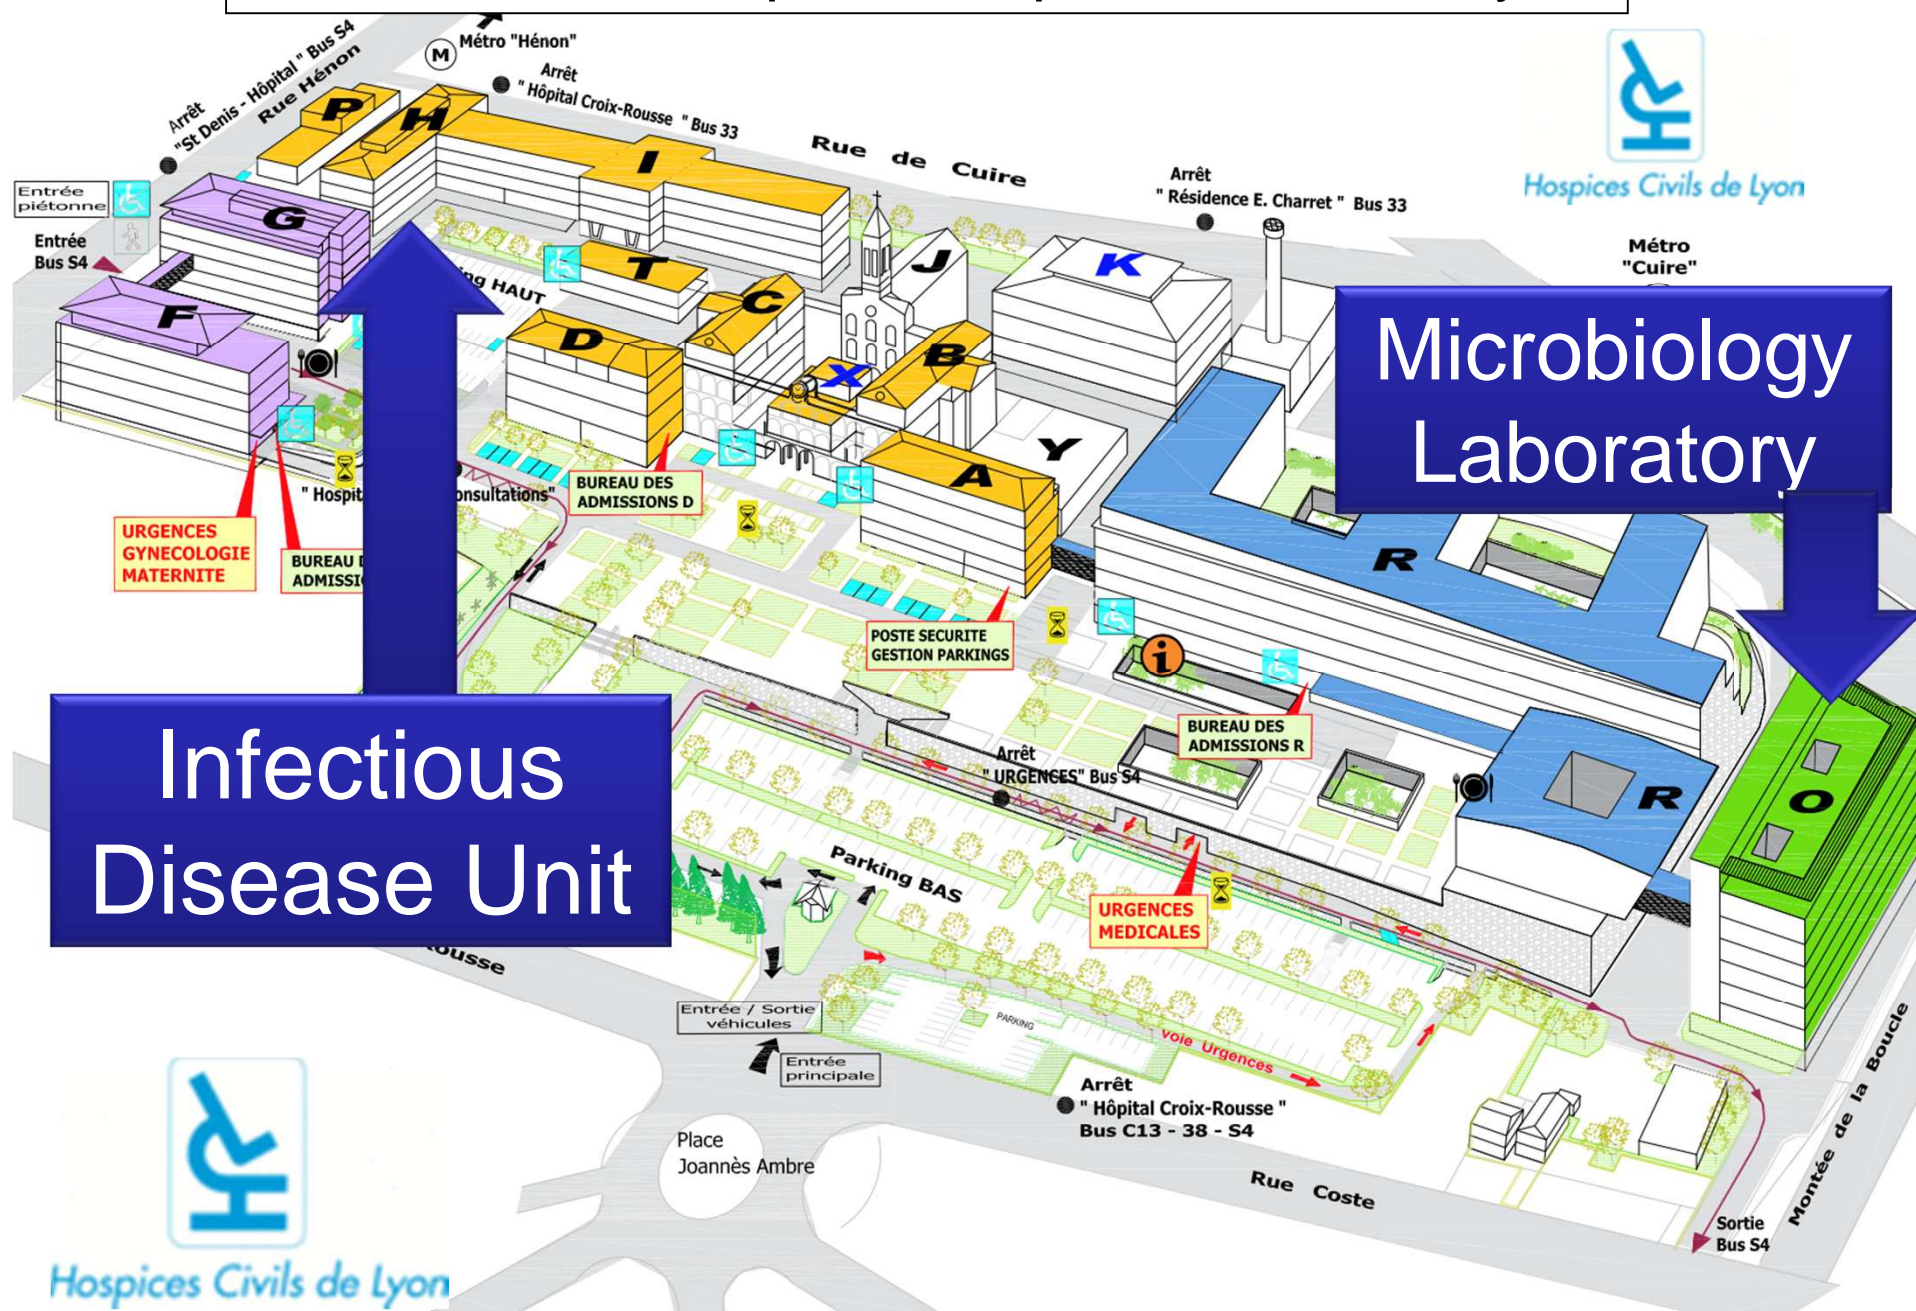 Métro "Hénon"
M
Arrêt
"St Denis - Hôpital " Bus S4
Rue Hénon
Arrêt
" Hôpital Croix-Rousse " Bus 33
Rue de Cuire
Arrêt
" Résidence E. Charret " Bus 33
Hospices Civils de Lyon
Métro
"Cuire"
Entrée
piétonne
Entrée
Bus S4
P
H
I
G
F
T
HAUT
C
D
J
K
X
B
A
Y
R
Microbiology
Laboratory
BUREAU DES
ADMISSIONS D
URGENCES
GYNECOLOGIE
MATERNITE
BUREAU
POSTE SECURITE
GESTION PARKINGS
i
BUREAU DES
ADMISSIONS R
Infectious
Disease Unit
Arrêt
" URGENCES" Bus S4
R
O
Parking BAS
URGENCES
MEDICALES
Entrée / Sortie
véhicules
Entrée
principale
PARKING
Voie Urgences
Arrêt
" Hôpital Croix-Rousse "
Bus C13 - 38 - S4
Place
Joannès Ambre
Rue Coste
Montée de la Boucle
Sortie
Bus S4
Hospices Civils de Lyon